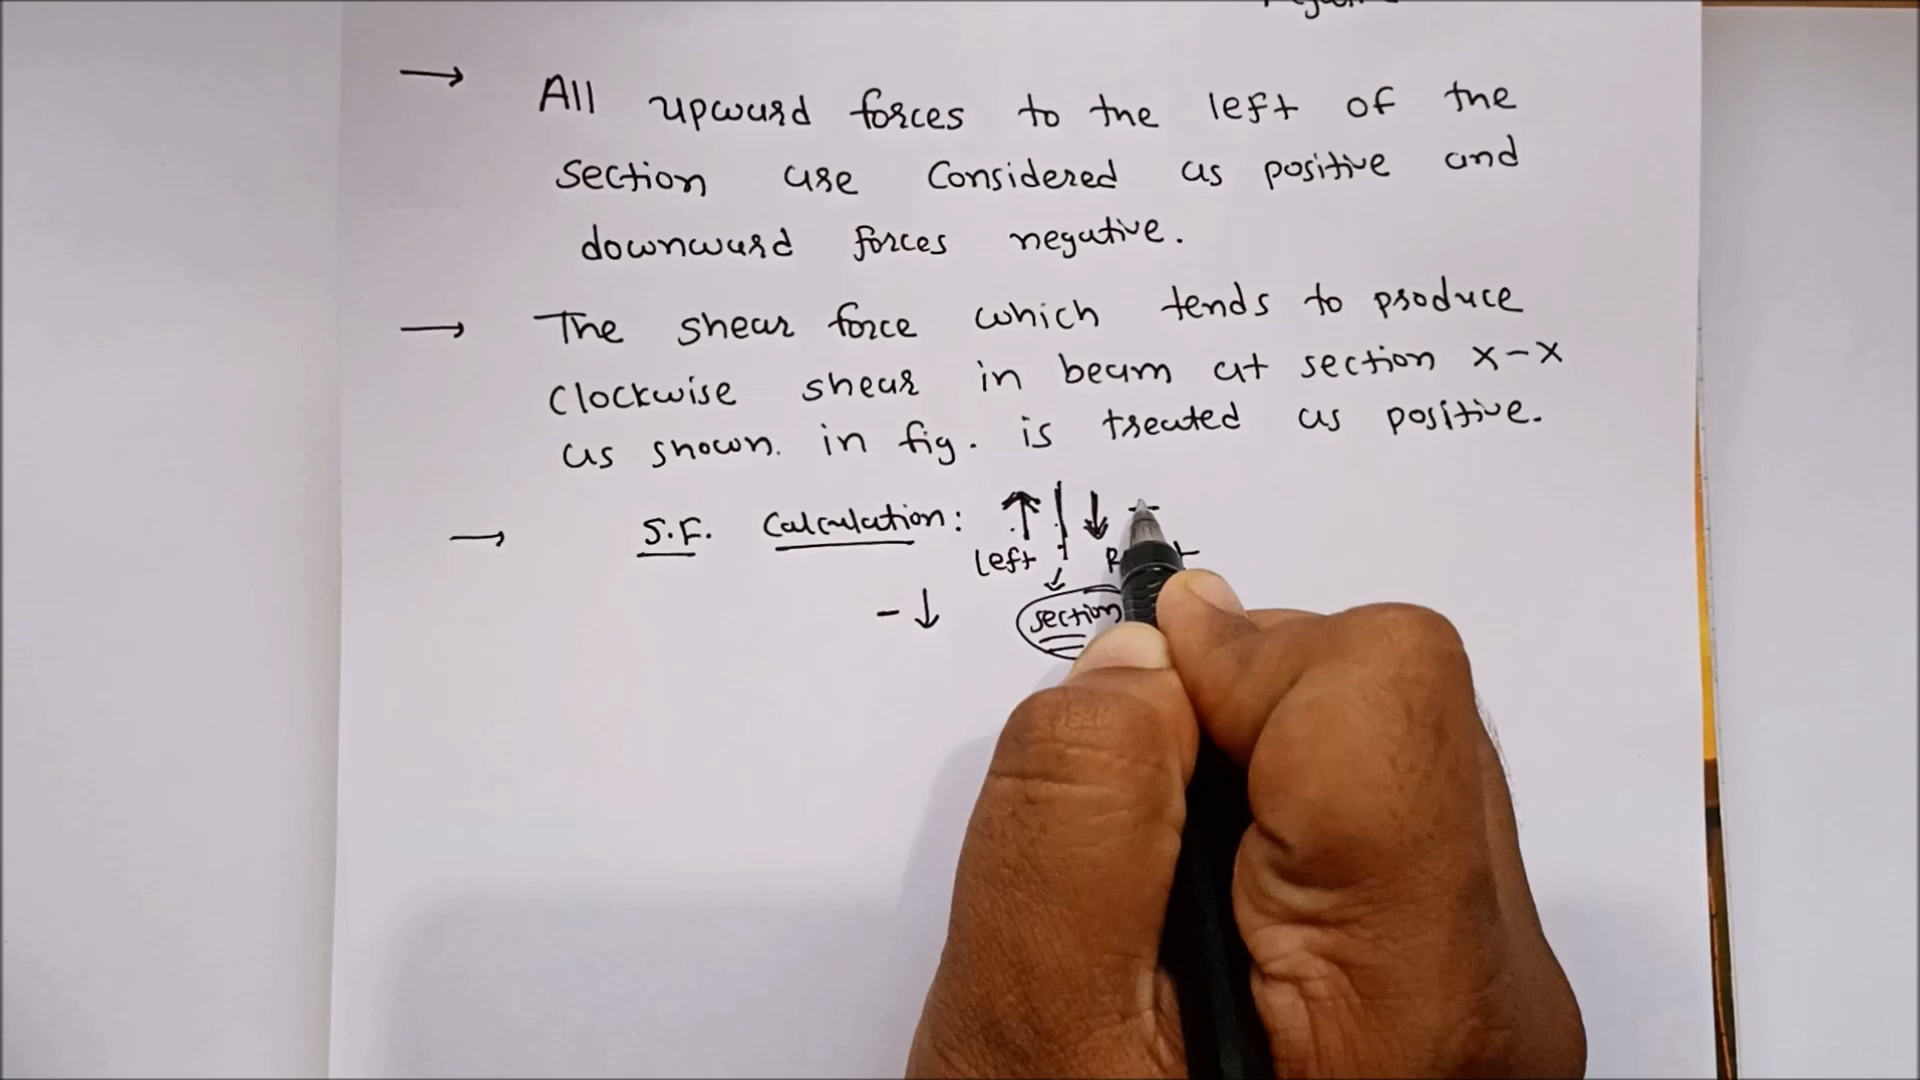 → All upward forces to the left of the
section are considered as positive and
downward forces negative.
→ The shear force which tends to produce
clockwise shear in beam at section x-x
as shown. in fig. is treated as positive.
→ S.F. Calculation: ↑ | ↓
left
- ↓ section